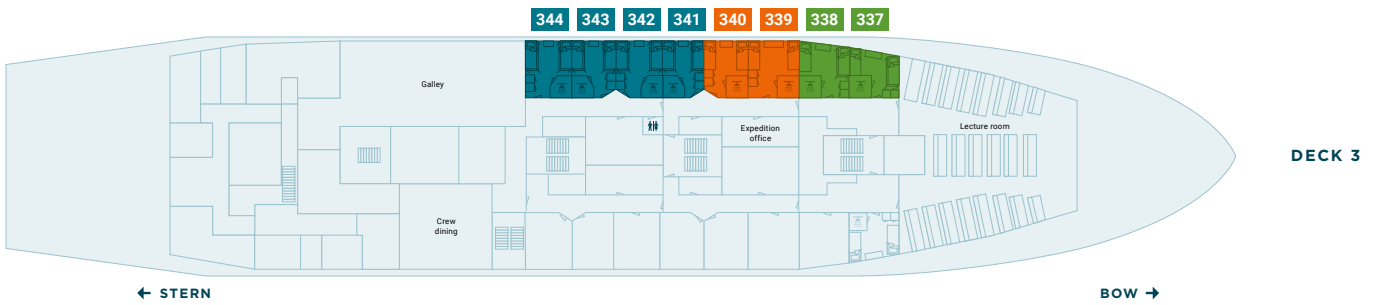 344 343 342 341 340 339 338 337
Galley
Expedition
office
Lecture room
DECK 3
Crew
dining
STERN
BOW